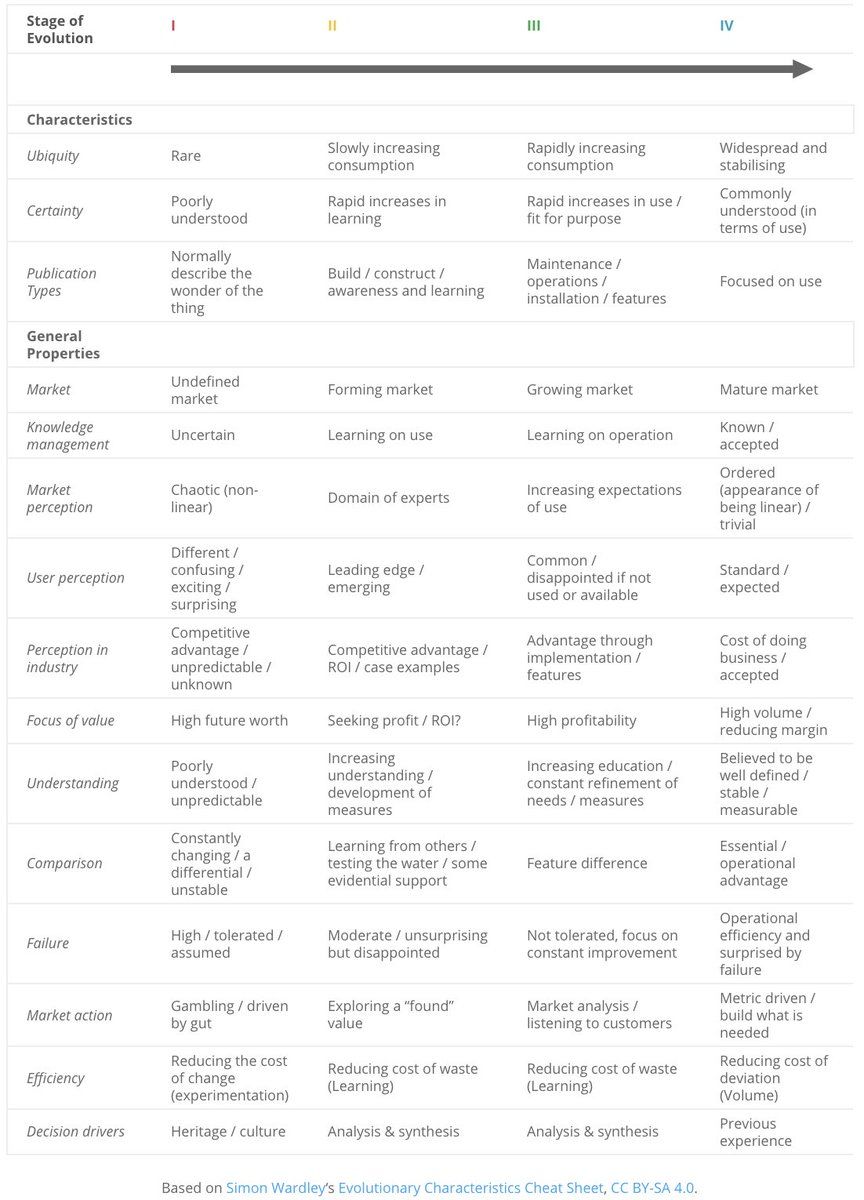 Stage of
Evolution
I
II
III
IV
Characteristics
Ubiquity
Rare
Slowly increasing
consumption
Rapidly increasing
consumption
Widespread and
stabilising
Certainty
Poorly
understood
Rapid increases in
learning
Rapid increases in use /
fit for purpose
Commonly
understood (in
terms of use)
Publication
Types
Normally
describe the
wonder of the
thing
Build / construct /
awareness and learning
Maintenance /
operations /
installation / features
Focused on use
General
Properties
Market
Undefined
market
Forming market
Growing market
Mature market
Knowledge
management
Uncertain
Learning on use
Learning on operation
Known /
accepted
Market
perception
Chaotic (non-
linear)
Domain of experts
Increasing expectations
of use
Ordered
(appearance of
being linear) /
trivial
User perception
Different /
confusing /
exciting /
surprising
Leading edge /
emerging
Common /
disappointed if not
used or available
Standard /
expected
Perception in
industry
Competitive
advantage /
unpredictable /
unknown
Competitive advantage /
ROI / case examples
Advantage through
implementation /
features
Cost of doing
business /
accepted
Focus of value
High future worth
Seeking profit / ROI?
High profitability
High volume /
reducing margin
Understanding
Poorly
understood /
unpredictable
Increasing
understanding /
development of
measures
Increasing education /
constant refinement of
needs / measures
Believed to be
well defined /
stable /
measurable
Comparison
Constantly
changing / a
differential /
unstable
Learning from others /
testing the water / some
evidential support
Feature difference
Essential /
operational
advantage
Failure
High / tolerated /
assumed
Moderate / unsurprising
but disappointed
Not tolerated, focus on
constant improvement
Operational
efficiency and
surprised by
failure
Market action
Gambling / driven
by gut
Exploring a “found”
value
Market analysis /
listening to customers
Metric driven /
build what is
needed
Efficiency
Reducing the cost
of change
(experimentation)
Reducing cost of waste
(Learning)
Reducing cost of waste
(Learning)
Reducing cost of
deviation
(Volume)
Decision drivers
Heritage / culture
Analysis & synthesis
Analysis & synthesis
Previous
experience
Based on Simon Wardley‘s Evolutionary Characteristics Cheat Sheet, CC BY-SA 4.0.